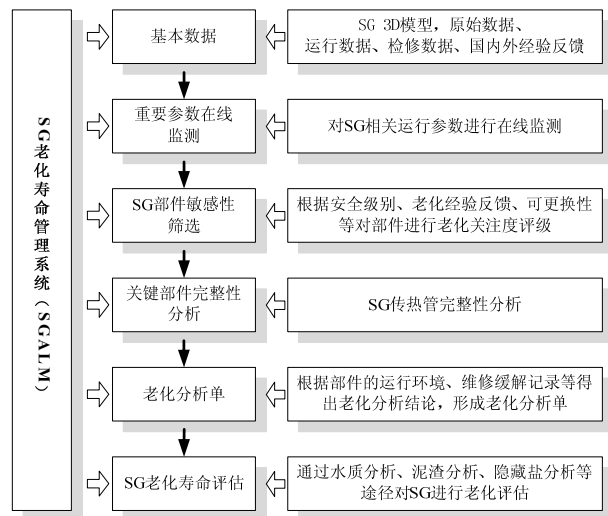 SG老化寿命管理系统（SGALM）
基本数据
SG 3D模型，原始数据、
运行数据、检修数据、国内外经验反馈
重要参数在线
监测
对SG相关运行参数进行在线监测
SG部件敏感性
筛选
根据安全级别、老化经验反馈、可更换性
等对部件进行老化关注度评级
关键部件完整性
分析
SG传热管完整性分析
老化分析单
根据部件的运行环境、维修缓解记录等得
出老化分析结论，形成老化分析单
SG老化寿命评估
通过水质分析、泥渣分析、隐藏盐分析等
途径对SG进行老化评估